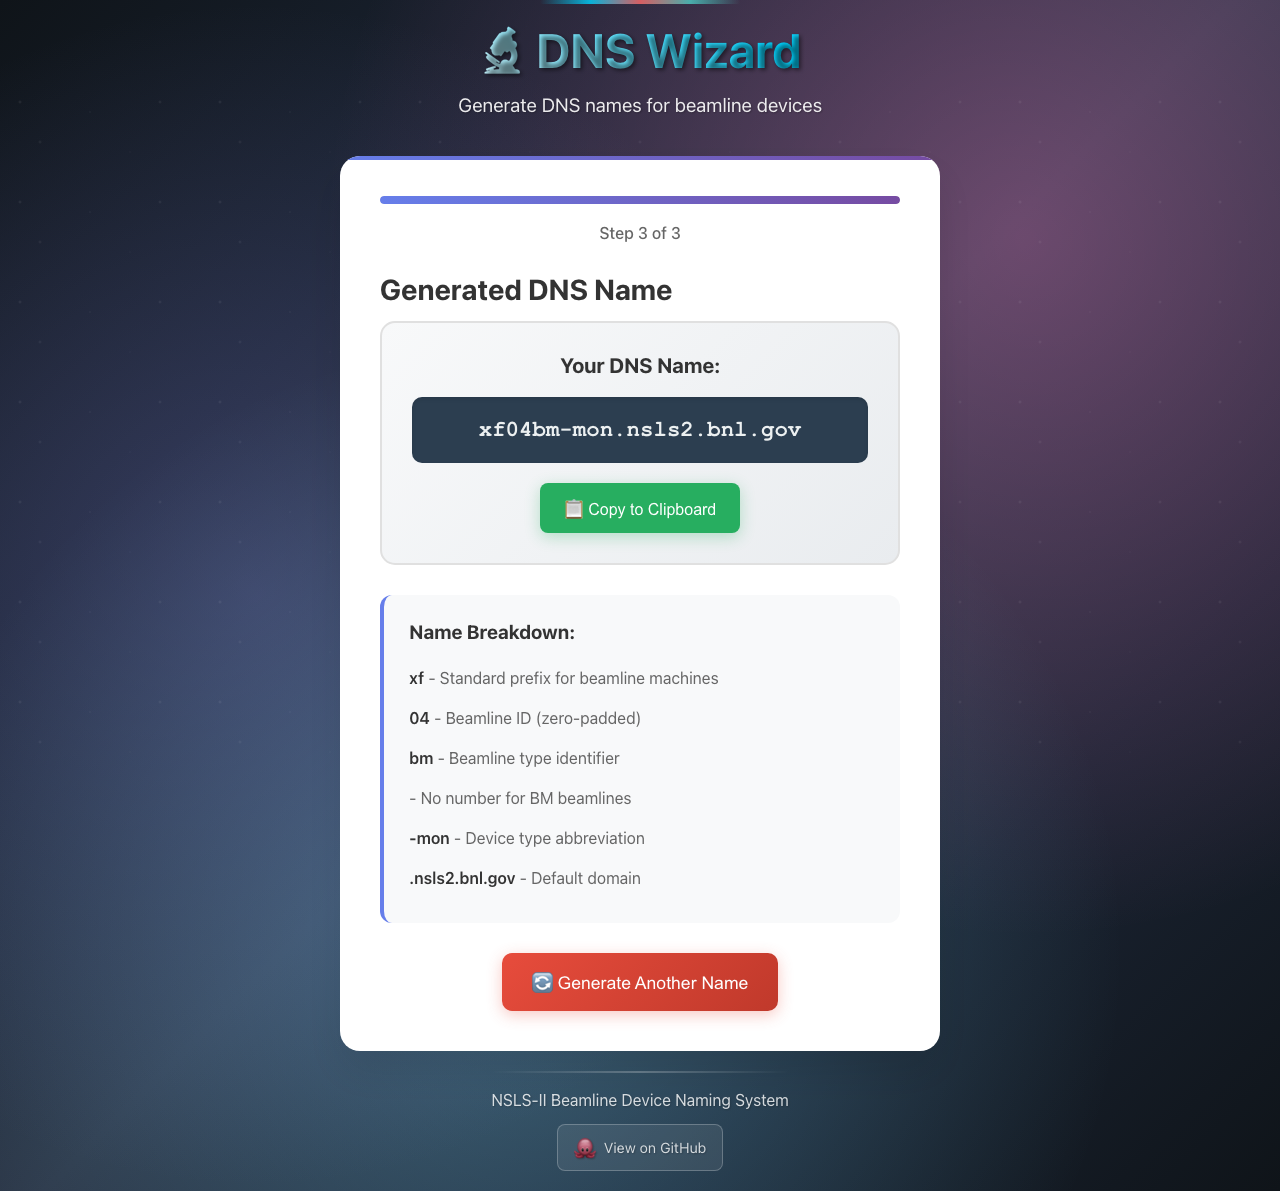 DNS Wizard
Generate DNS names for beamline devices
Step 3 of 3
Generated DNS Name
Your DNS Name:
xf04bm-mon.nsls2.bnl.gov
Copy to Clipboard
Name Breakdown:
xf - Standard prefix for beamline machines
04 - Beamline ID (zero-padded)
bm - Beamline type identifier
- No number for BM beamlines
-mon - Device type abbreviation
.nsls2.bnl.gov - Default domain
Generate Another Name
NSLS-II Beamline Device Naming System
View on GitHub